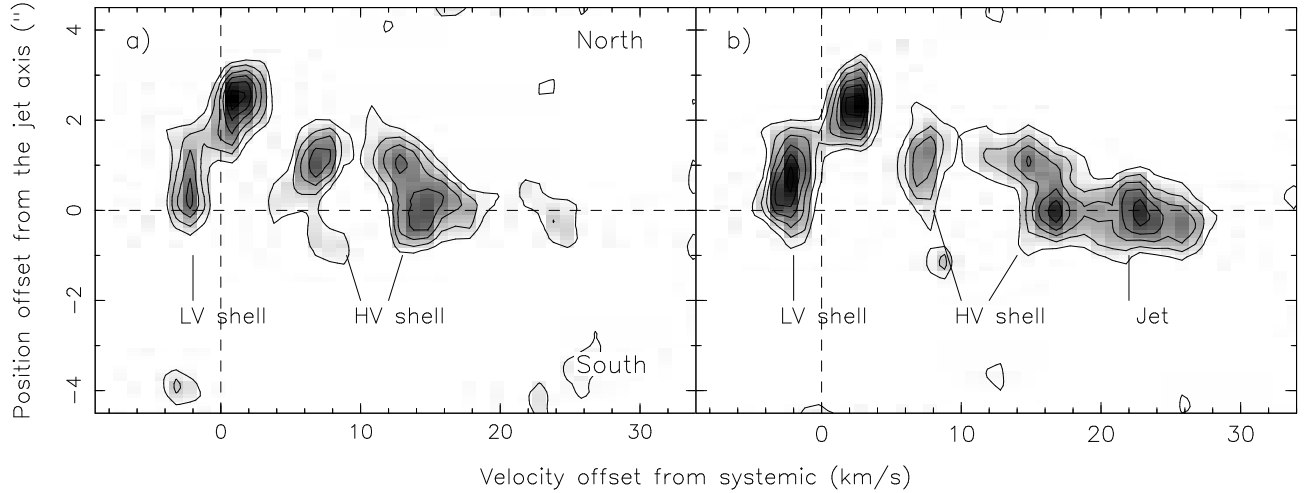 Position offset from the jet axis (")
4
2
0
−2
−4
a) North
LV shell HV shell
South
b)
LV shell HV shell Jet
0 10 20 30
0 10 20 30
Velocity offset from systemic (km/s)